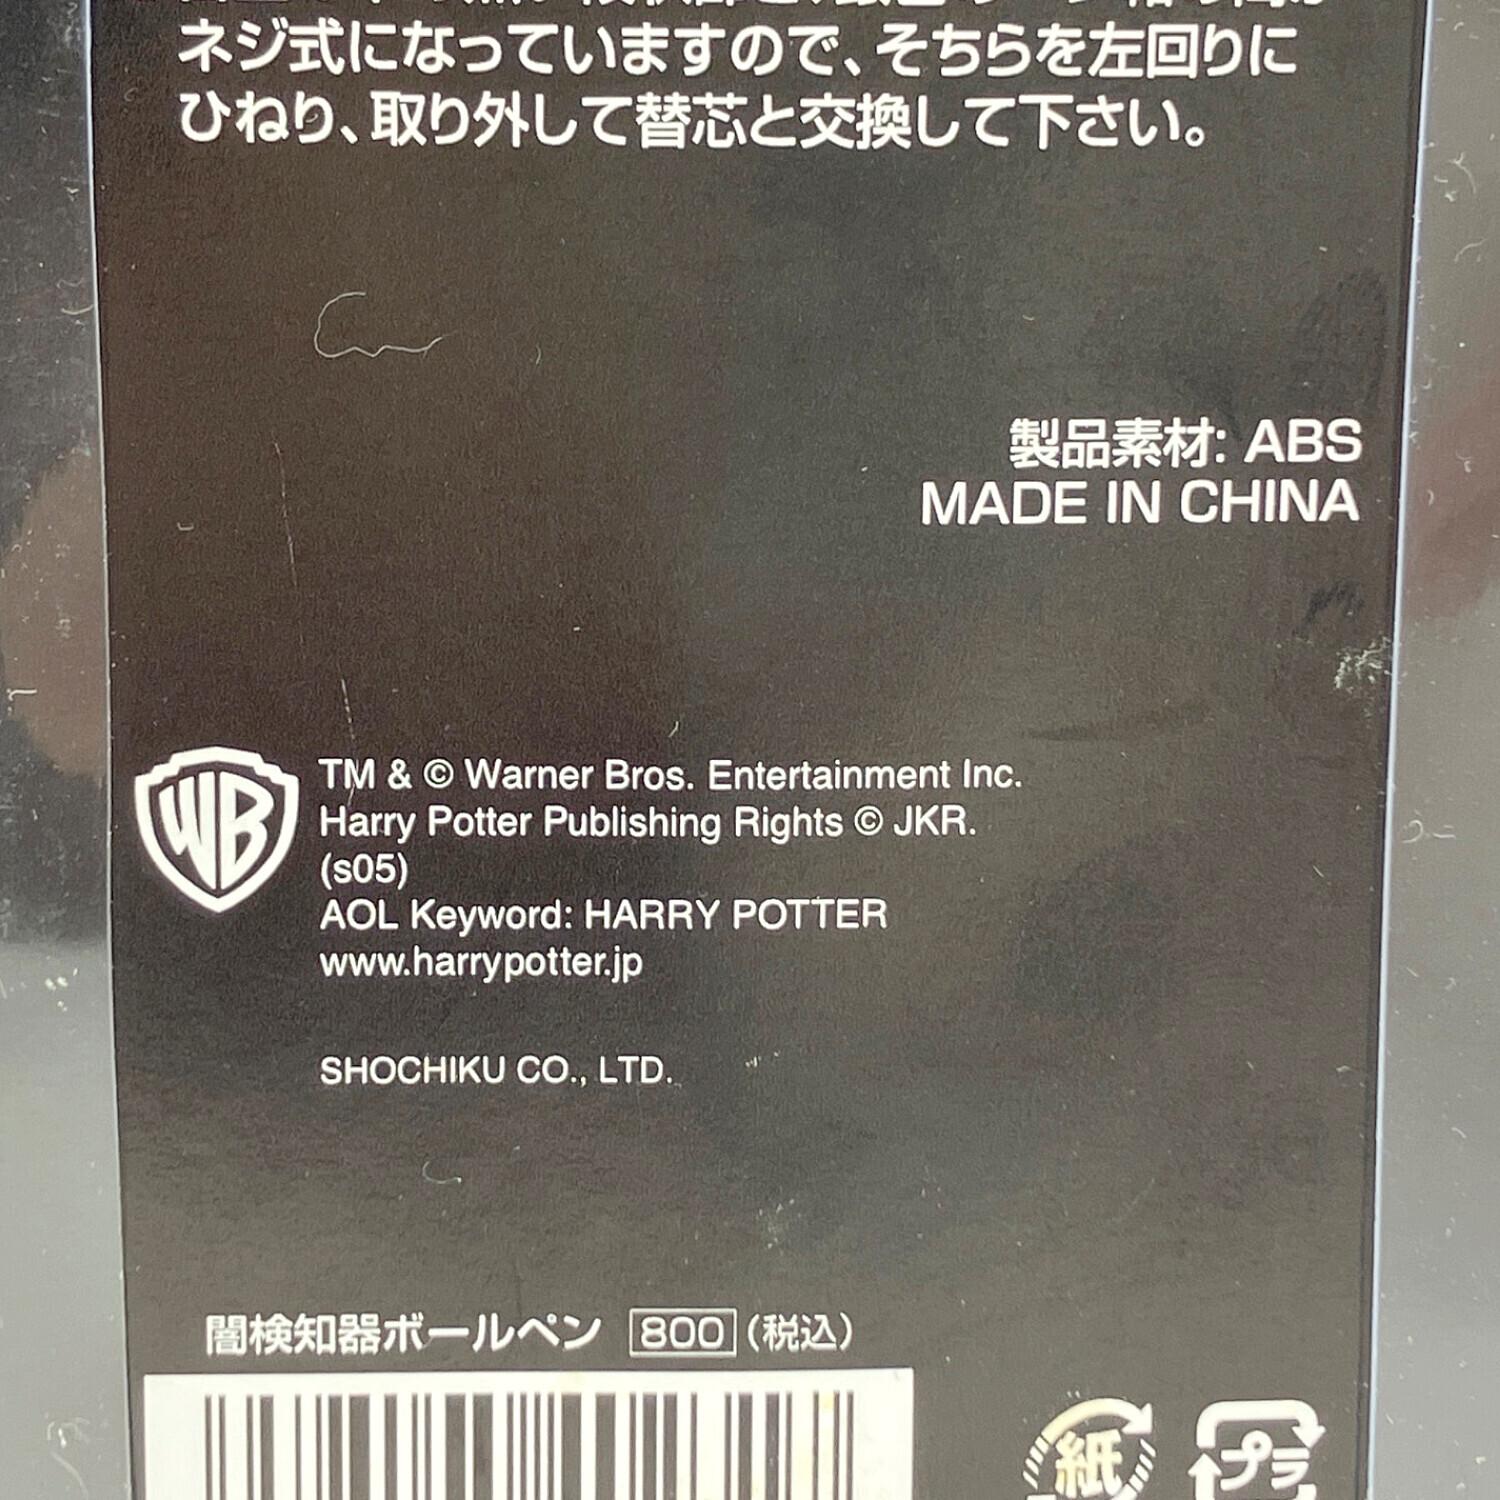 ネジ式になっていますので、そちらを左回りに
ひねり、取り外して替芯と交換して下さい。
製品素材: ABS
MADE IN CHINA
WB
TM & © Warner Bros. Entertainment Inc.
Harry Potter Publishing Rights © JKR.
(s05)
AOL Keyword: HARRY POTTER
www.harrypotter.jp
SHOCHIKU CO., LTD.
闇検知器ボールペン 800 (税込)
紙
プラ